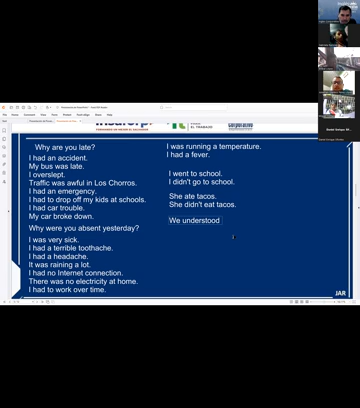 EL TRABAJO
Why are you late?
I had an accident.
My bus was late.
I overslept.
Traffic was awful in Los Chorros.
I had an emergency.
I had to drop off my kids at schools.
I had car trouble.
My car broke down.
Why were you absent yesterday?
I was very sick.
I had a terrible toothache.
I had a headache.
It was raining a lot.
I had no Internet connection.
There was no electricity at home.
I had to work over time.
I was running a temperature.
I had a fever.
I went to school.
I didn't go to school.
She ate tacos.
She didn't eat tacos.
We understood
JAR